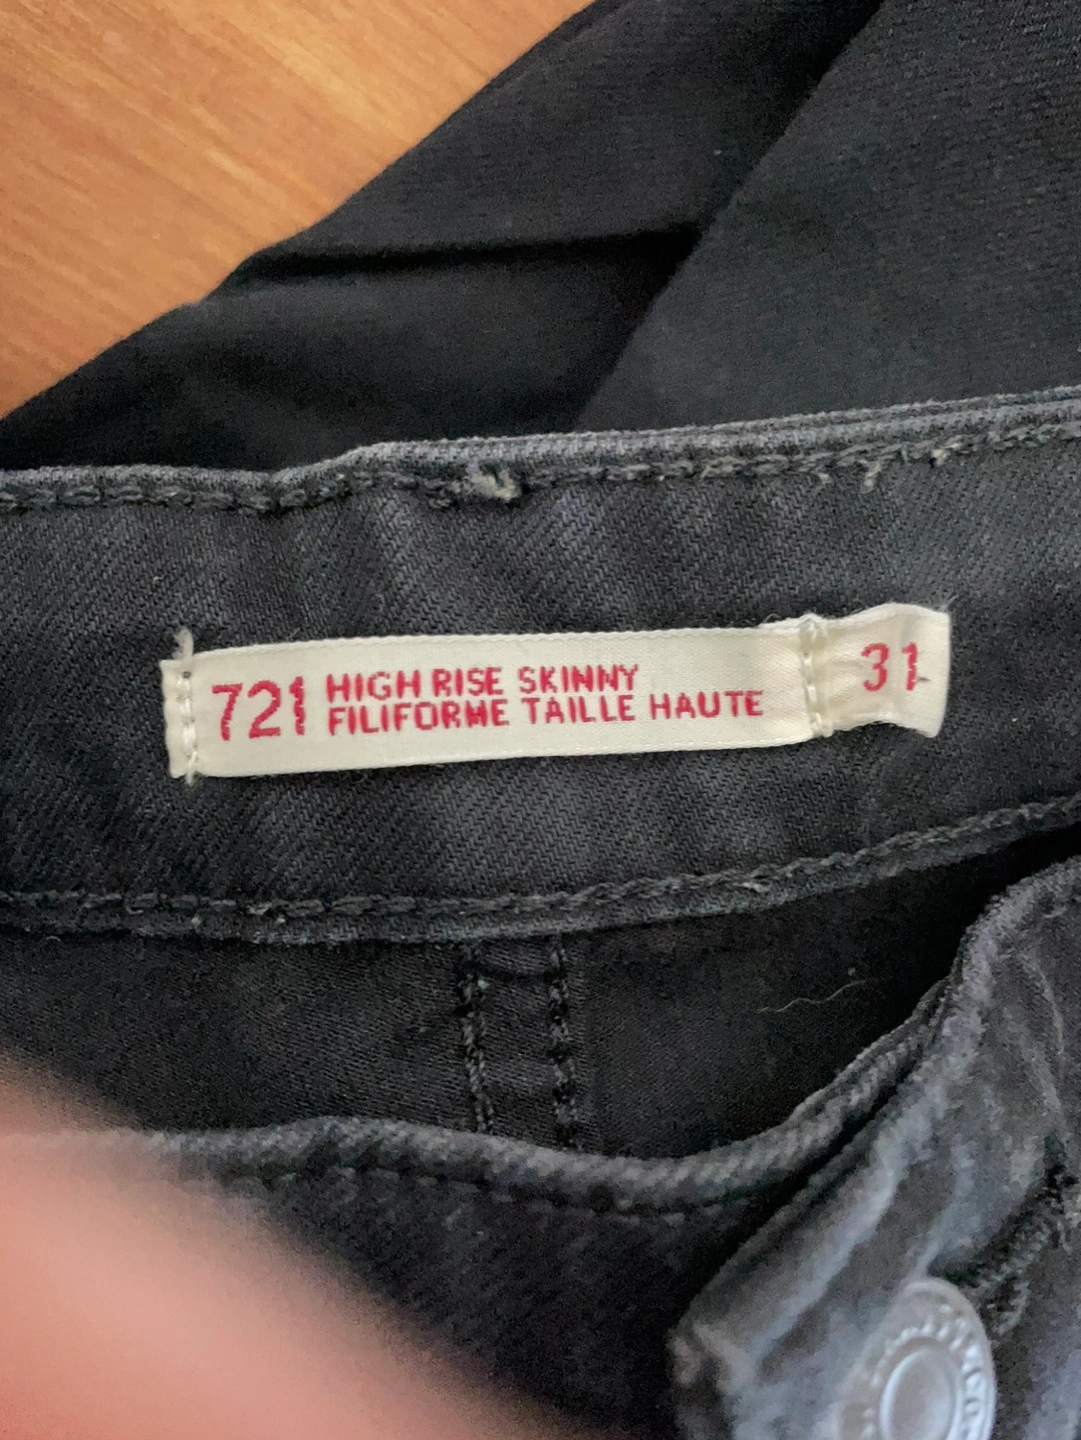 721 HIGH RISE SKINNY
FILIFORME TAILLE HAUTE
31